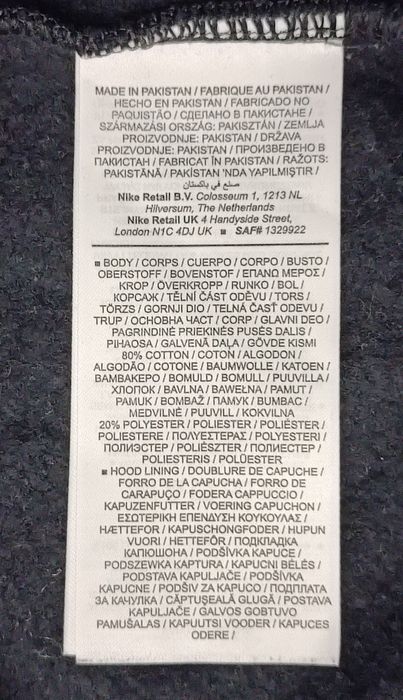 MADE IN PAKISTAN / FABRIQUE AU PAKISTAN /
HECHO EN PAKISTAN / FABRICADO NO
PAQUISTÃO / СДЕЛАНО В ПАКИСТАНЕ /
SZÁRMAZÁSI ORSZÁG: PAKISZTÁN / ZEMLJA
PROIZVODNJE: PAKISTAN / DRŽAVA
PROIZVODNJE: PAKISTAN / ПРОИЗВЕДЕНО В
ПАКИСТАН / FABRICAT ÎN PAKISTAN / RAŽOTS:
PAKISTĀNĀ / PAKİSTAN 'NDA YAPILMIŞTIR /
صنع في باكستان
Nike Retail B.V. Colosseum 1, 1213 NL
Hilversum, The Netherlands
Nike Retail UK 4 Handyside Street,
London N1C 4DJ UK ■ SAF# 1329922
■ BODY / CORPS / CUERPO / CORPO / BUSTO /
OBERSTOFF / BOVENSTOF / ΕΠΑΝΩ ΜΕΡΟΣ /
KROP / ÖVERKROPP / RUNKO / BOL /
КОРСАЖ / TĚLNÍ ČÁST ODĚVU / TORS /
TÖRZS / GORNJI DIO / TELNÁ ČASŤ ODEVU /
TRUP / ОСНОВНА ЧАСТ / CORP / GLAVNI DEO /
PAGRINDINĖ PRIEKINĖS PUSĖS DALIS /
PIHAOSA / GALVENĀ DAĻA / GÖVDE KISMI
80% COTTON / COTON / ALGODON /
ALGODÃO / COTONE / BAUMWOLLE / KATOEN /
ΒΑΜΒΑΚΕΡΟ / BOMULD / BOMULL / PUUVILLA /
ХЛОПОК / BAVLNA / BAWEŁNA / PAMUT /
PAMUK / BOMBAŽ / ПАМУК / BUMBAC /
MEDVILNĖ / PUUVILL / KOKVILNA
20% POLYESTER / POLIESTER / POLIÉSTER /
POLIESTERE / ΠΟΛΥΕΣΤΕΡΑΣ / POLYESTERI /
ПОЛИЭСТЕР / POLIÉSZTER / ПОЛИЕСТЕР /
POLIESTERIS / POLÜESTER
■ HOOD LINING / DOUBLURE DE CAPUCHE /
FORRO DE LA CAPUCHA / FORRO DE
CARAPUÇO / FODERA CAPPUCCIO /
KAPUZENFUTTER / VOERING CAPUCHON /
ΕΣΩΤΕΡΙΚΗ ΕΠΕΝΔΥΣΗ ΚΟΥΚΟΥΛΑΣ /
HÆTTEFOR / KAPUSCHONGFODER / HUPUN
VUORI / HETTEFÔR / ПОДКЛАДКА
КАПЮШОНА / PODŠÍVKA KAPUCE /
PODSZEWKA KAPTURA / KAPUCNI BÉLÉS /
PODSTAVA KAPULJAČE / PODŠÍVKA
KAPUCNE / PODŠIV ZA KAPUCO / ПОДПЛАТА
ЗА КАЧУЛКА / CĂPTUȘEALĂ GLUGĂ / POSTAVA
KAPULJAČE / GALVOS GOBTUVO
PAMUŠALAS / KAPUUTSI VOODER / KAPUCES
ODERE /